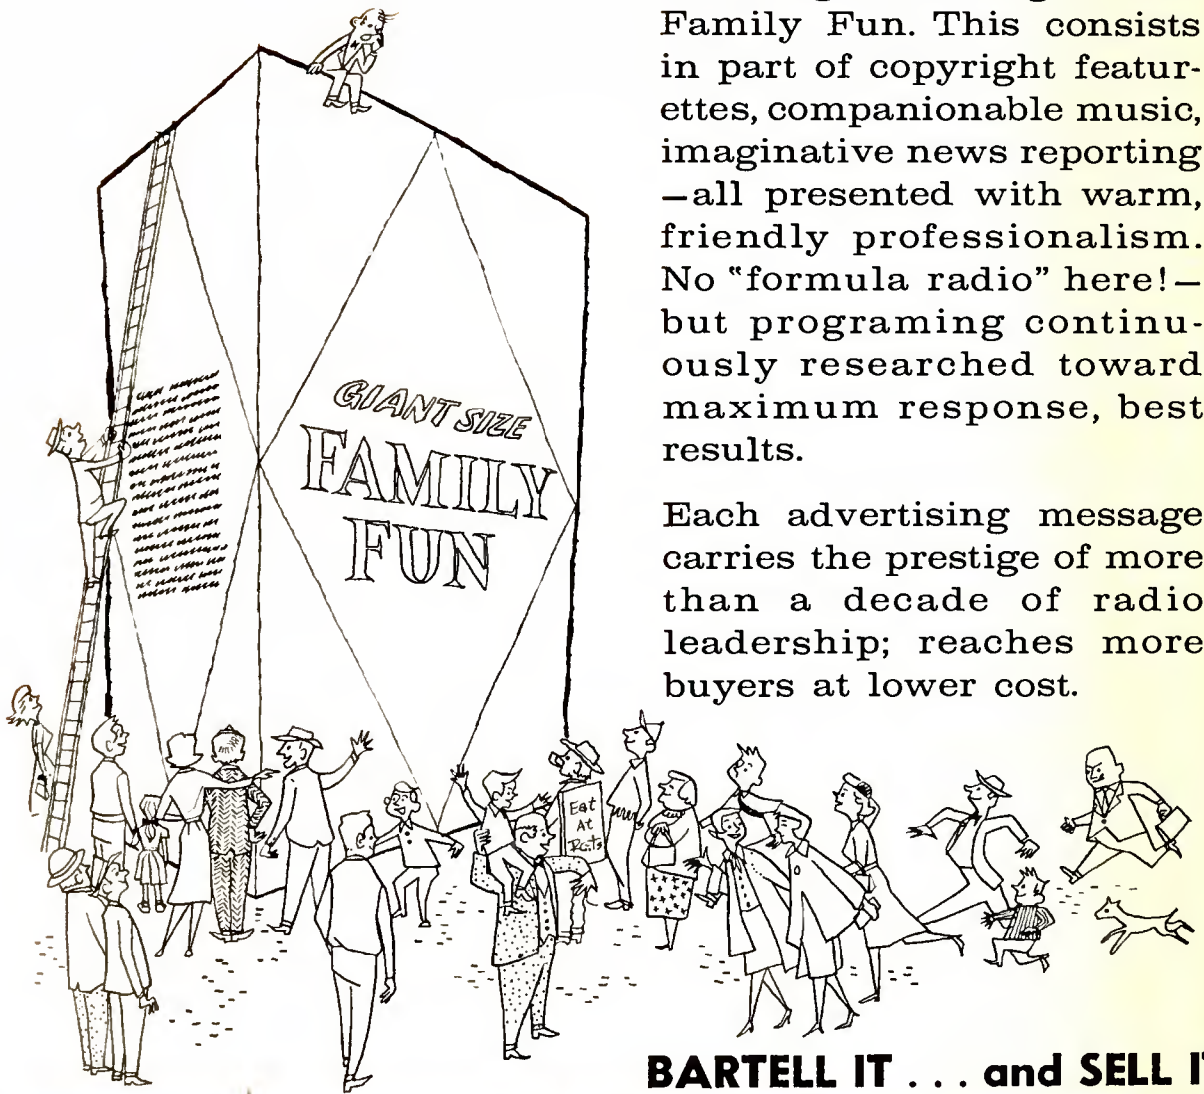 Family Fun. This consists
in part of copyright featur-
ettes, companionable music,
imaginative news reporting
—all presented with warm,
friendly professionalism.
No "formula radio" here!—
but programing continu-
ously researched toward
maximum response, best
results.
Each advertising message
carries the prestige of more
than a decade of radio
leadership; reaches more
buyers at lower cost.
GIANT SIZE
FAMILY
FUN
Eat
At
BARTELL IT . . . and SELL IT